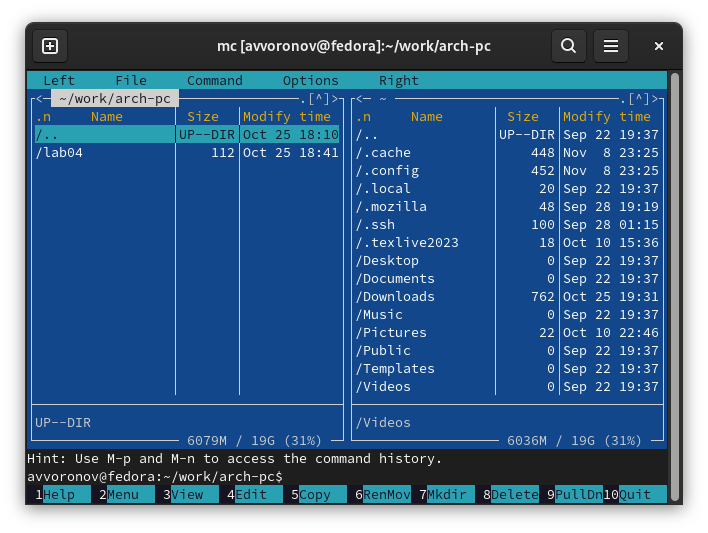 mc [avvoronov@fedora]:~/work/arch-pc
Left File Command Options Right
<─ ~/work/arch-pc .[^]>
.n Name Size Modify time
/.. UP--DIR Oct 25 18:10
/lab04 112 Oct 25 18:41
UP--DIR
6079M / 19G (31%)
<─ ~ .[^]>
.n Name Size Modify time
/.. UP--DIR Sep 22 19:37
/.cache 448 Nov 8 23:25
/.config 452 Nov 8 23:25
/.local 20 Sep 22 19:37
/.mozilla 48 Sep 28 19:19
/.ssh 100 Sep 28 01:15
/.texlive2023 18 Oct 10 15:36
/Desktop 0 Sep 22 19:37
/Documents 0 Sep 22 19:37
/Downloads 762 Oct 25 19:31
/Music 0 Sep 22 19:37
/Pictures 22 Oct 10 22:46
/Public 0 Sep 22 19:37
/Templates 0 Sep 22 19:37
/Videos 0 Sep 22 19:37
/Videos
6036M / 19G (31%)
Hint: Use M-p and M-n to access the command history.
avvoronov@fedora:~/work/arch-pc$
1Help 2Menu 3View 4Edit 5Copy 6RenMov 7Mkdir 8Delete 9PullDn 10Quit